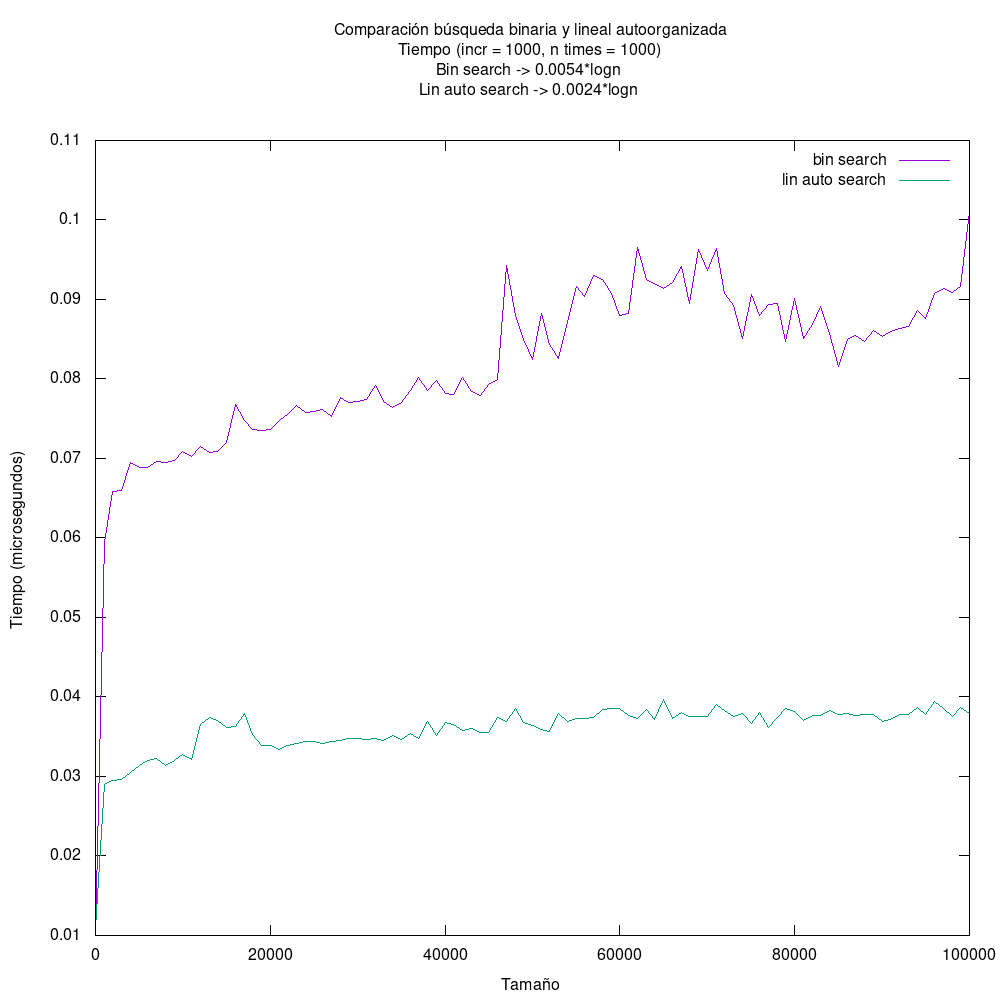 Comparación búsqueda binaria y lineal autoorganizada
Tiempo (incr = 1000, n times = 1000)
Bin search -> 0.0054*logn
Lin auto search -> 0.0024*logn
bin search
lin auto search
0.11
0.1
0.09
0.08
0.07
0.06
0.05
0.04
0.03
0.02
0.01
Tiempo (microsegundos)
0 20000 40000 60000 80000 100000
Tamaño